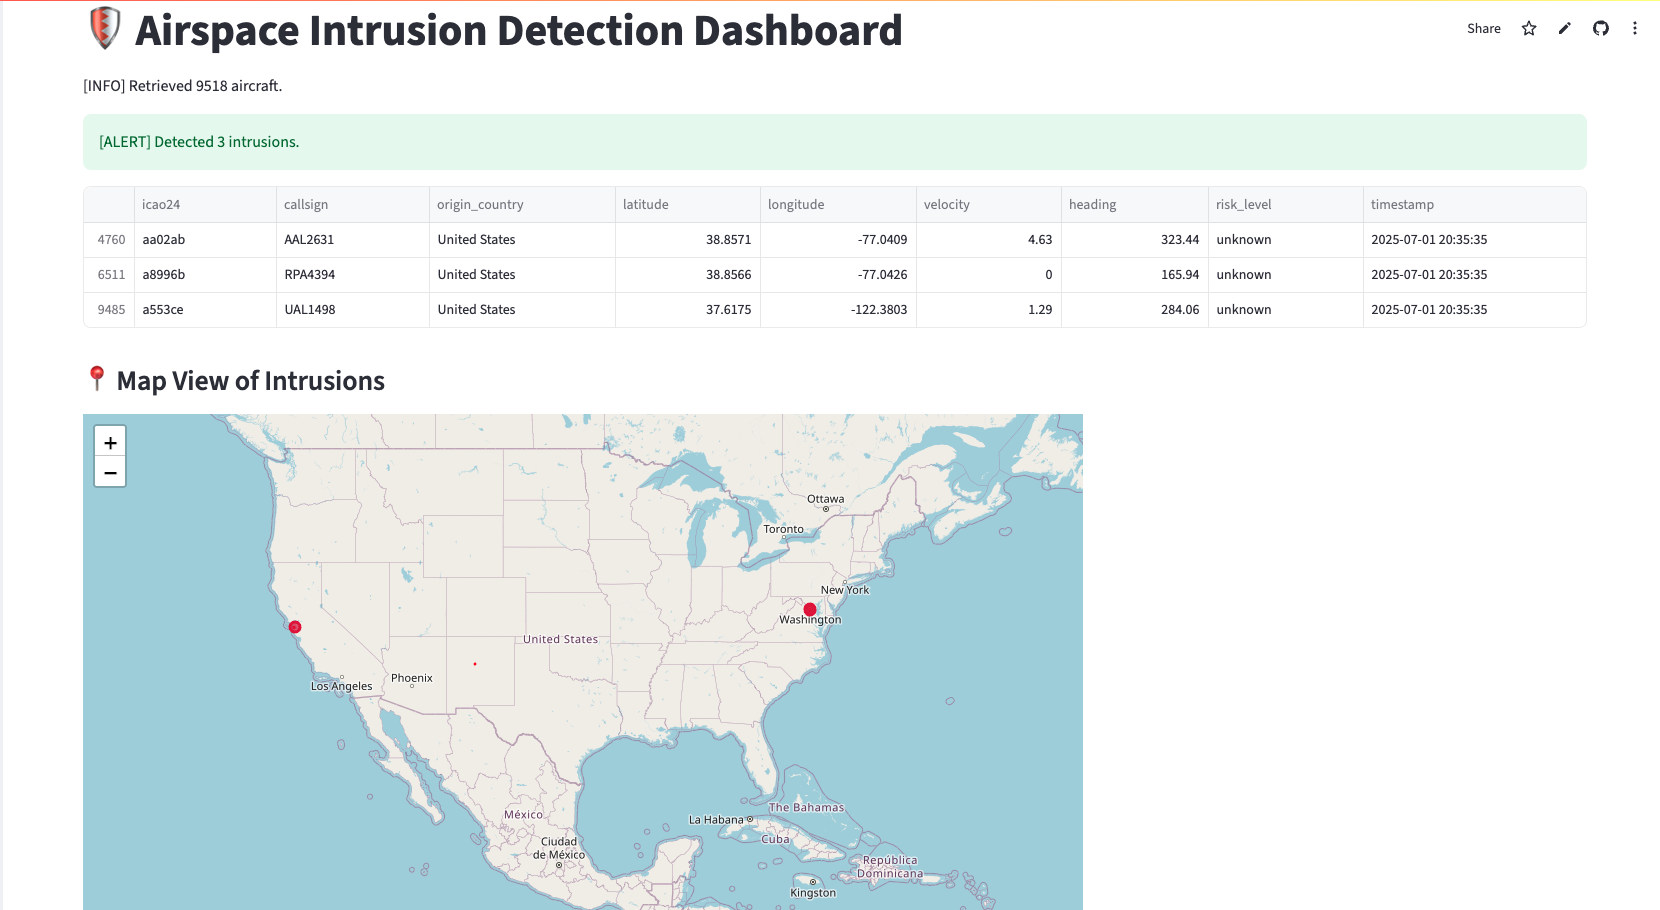 Airspace Intrusion Detection Dashboard
Share
[INFO] Retrieved 9518 aircraft.
[ALERT] Detected 3 intrusions.
icao24 callsign origin_country latitude longitude velocity heading risk_level timestamp
4760 aa02ab AAL2631 United States 38.8571 -77.0409 4.63 323.44 unknown 2025-07-01 20:35:35
6511 a8996b RPA4394 United States 38.8566 -77.0426 0 165.94 unknown 2025-07-01 20:35:35
9485 a553ce UAL1498 United States 37.6175 -122.3803 1.29 284.06 unknown 2025-07-01 20:35:35
Map View of Intrusions
+
−
Ottawa
Toronto
New York
Washington
United States
Phoenix
Los Angeles
The Bahamas
México
La Habana
Cuba
Ciudad
de México
República
Dominicana
Kingston